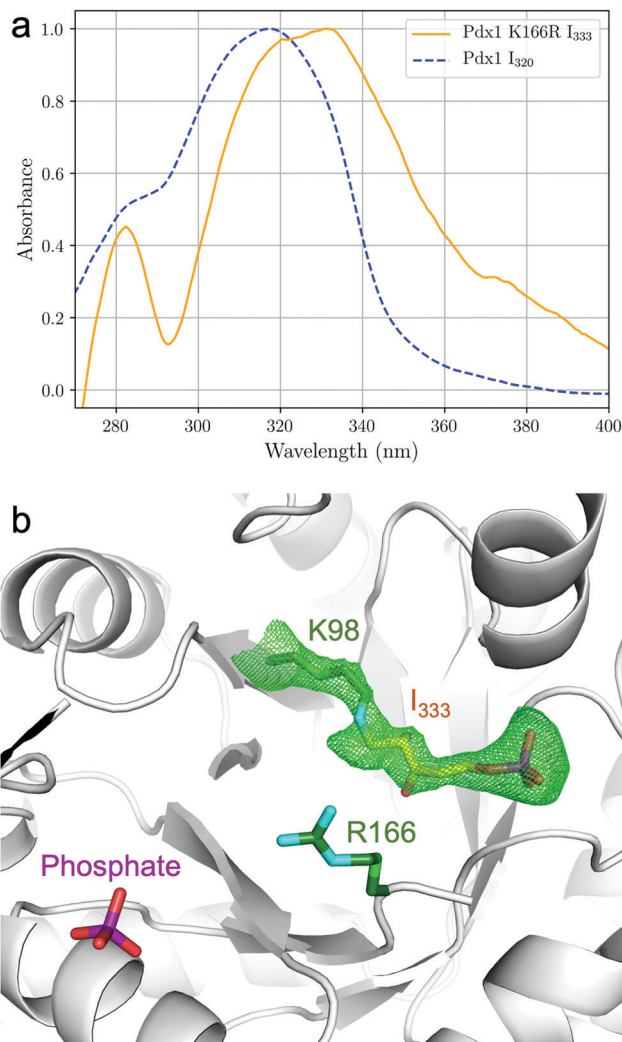 a
Pdx1 K166R I₃₃₃
Pdx1 I₃₂₀
1.0
0.8
0.6
0.4
0.2
0.0
Absorbance
280 300 320 340 360 380 400
Wavelength (nm)
b
K98
I₃₃₃
R166
Phosphate